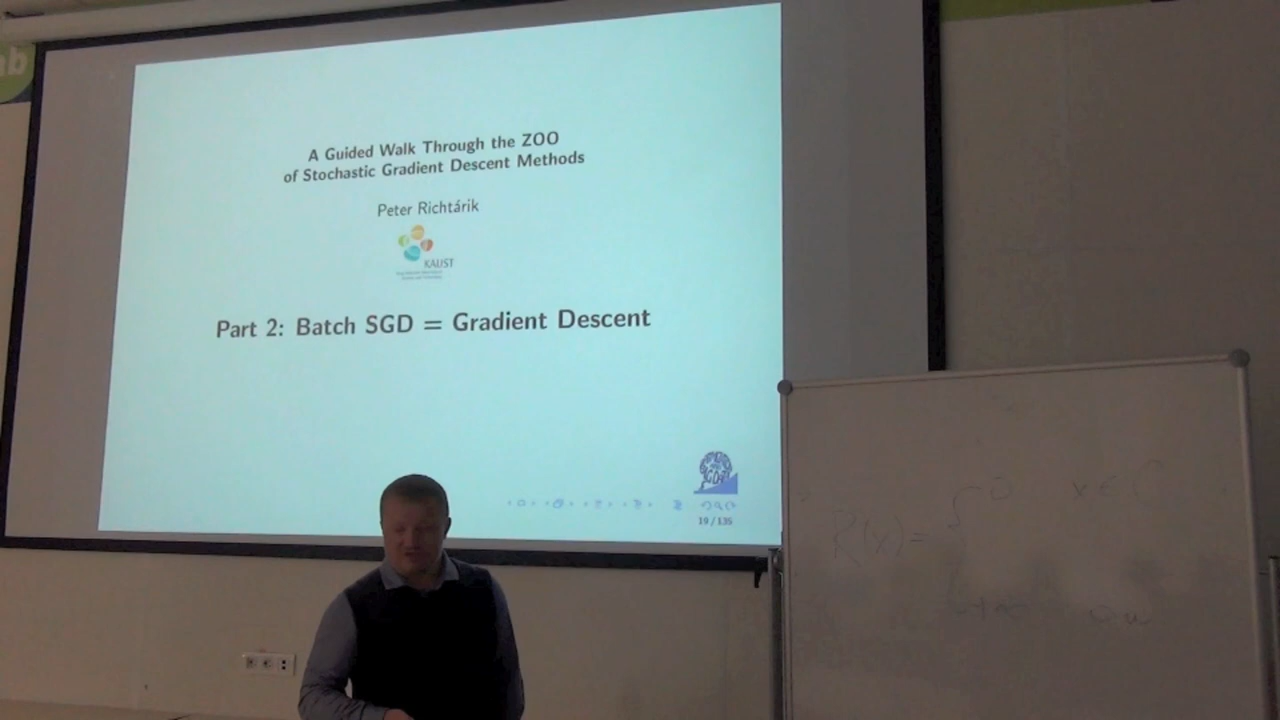 A Guided Walk Through the ZOO
of Stochastic Gradient Descent Methods
Peter Richtárik
KAUST
Part 2: Batch SGD = Gradient Descent
19 / 135
ab
R(x) =
x ∈